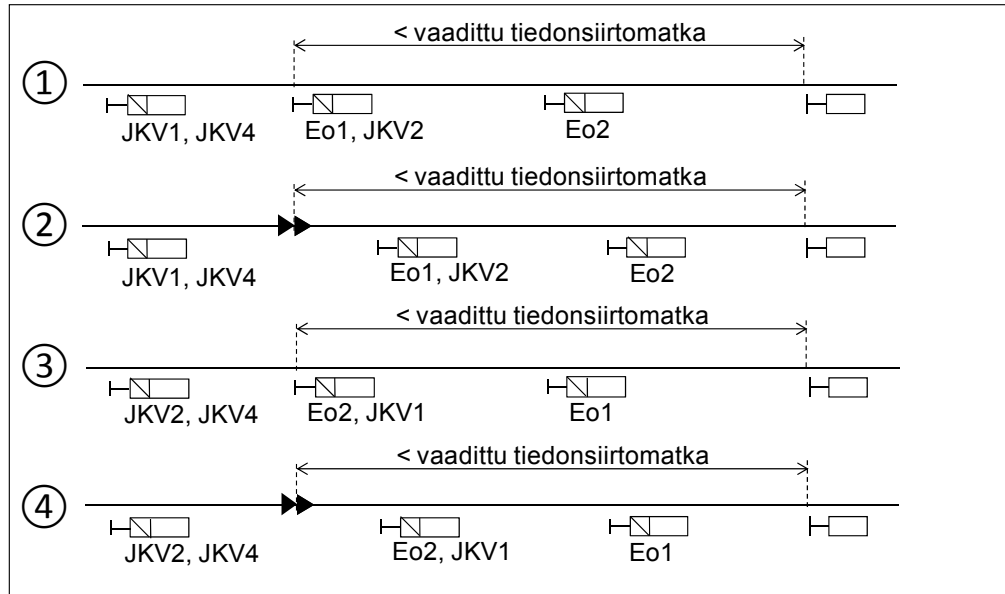 < vaadittu tiedonsiirtomatka
1
JKV1, JKV4
Eo1, JKV2
Eo2
< vaadittu tiedonsiirtomatka
2
JKV1, JKV4
Eo1, JKV2
Eo2
< vaadittu tiedonsiirtomatka
3
JKV2, JKV4
Eo2, JKV1
Eo1
< vaadittu tiedonsiirtomatka
4
JKV2, JKV4
Eo2, JKV1
Eo1